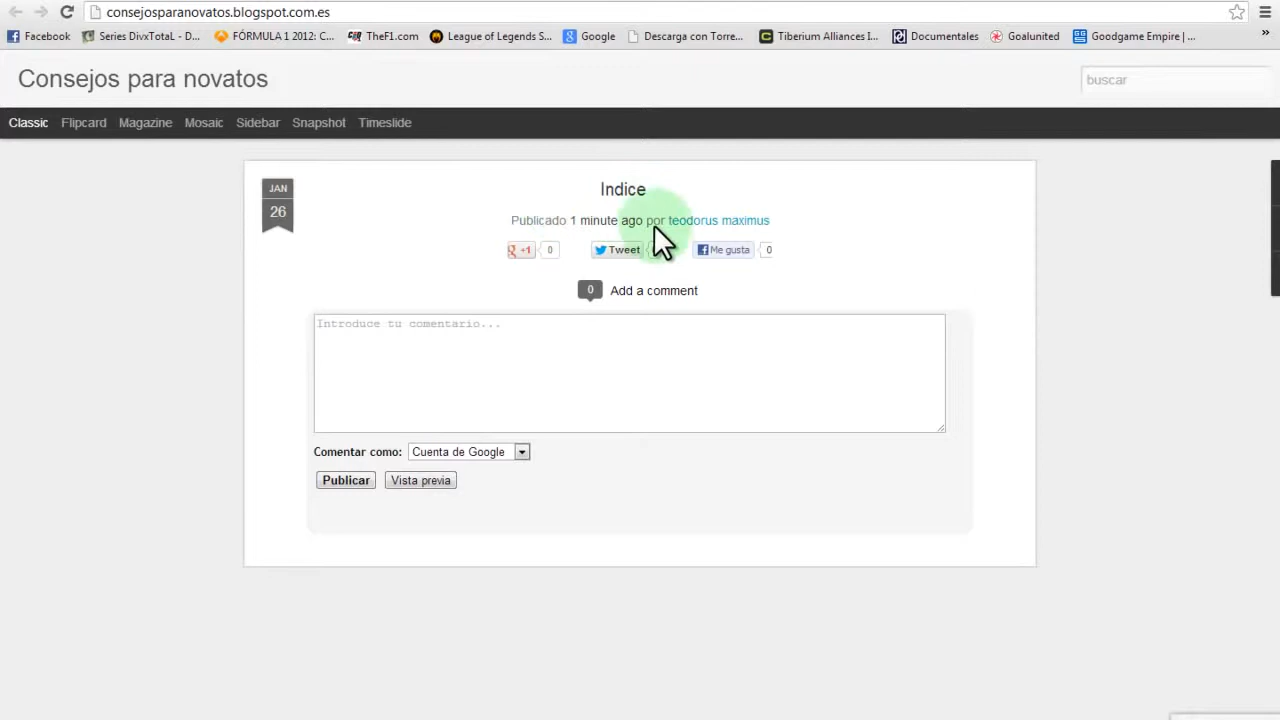 consejosparanovatos.blogspot.com.es
Facebook Series DivxTotaL - D... FÓRMULA 1 2012: C... TheF1.com League of Legends S... Google Descarga con Torre... Tiberium Alliances I... Documentales Goalunited Goodgame Empire | ... »
Consejos para novatos
buscar
Classic Flipcard Magazine Mosaic Sidebar Snapshot Timeslide
JAN
26
Indice
Publicado 1 minute ago por teodorus maximus
+1 0 Tweet Me gusta 0
0 Add a comment
Introduce tu comentario...
Comentar como: Cuenta de Google
Publicar Vista previa